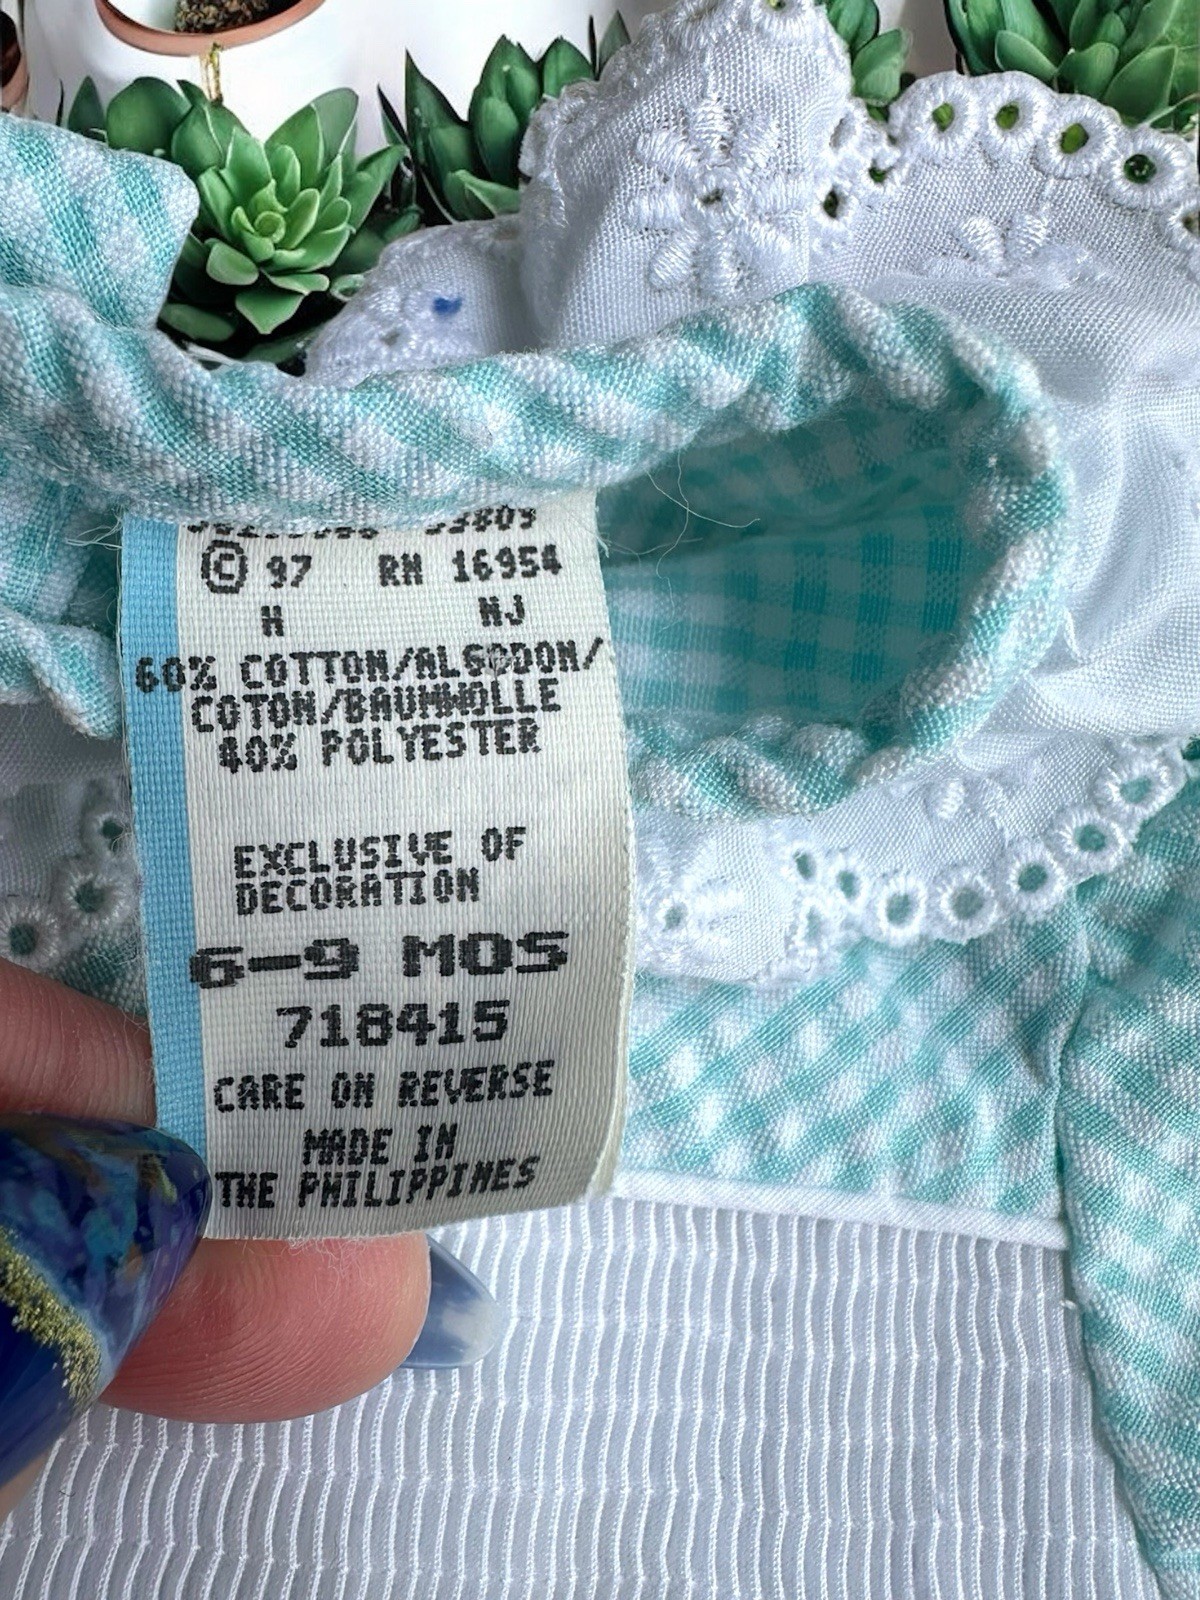 © 97 RN 16954
H NJ
60% COTTON/ALGODON/
COTON/BAUMWOLLE
40% POLYESTER
EXCLUSIVE OF
DECORATION
6-9 MOS
718415
CARE ON REVERSE
MADE IN
THE PHILIPPINES